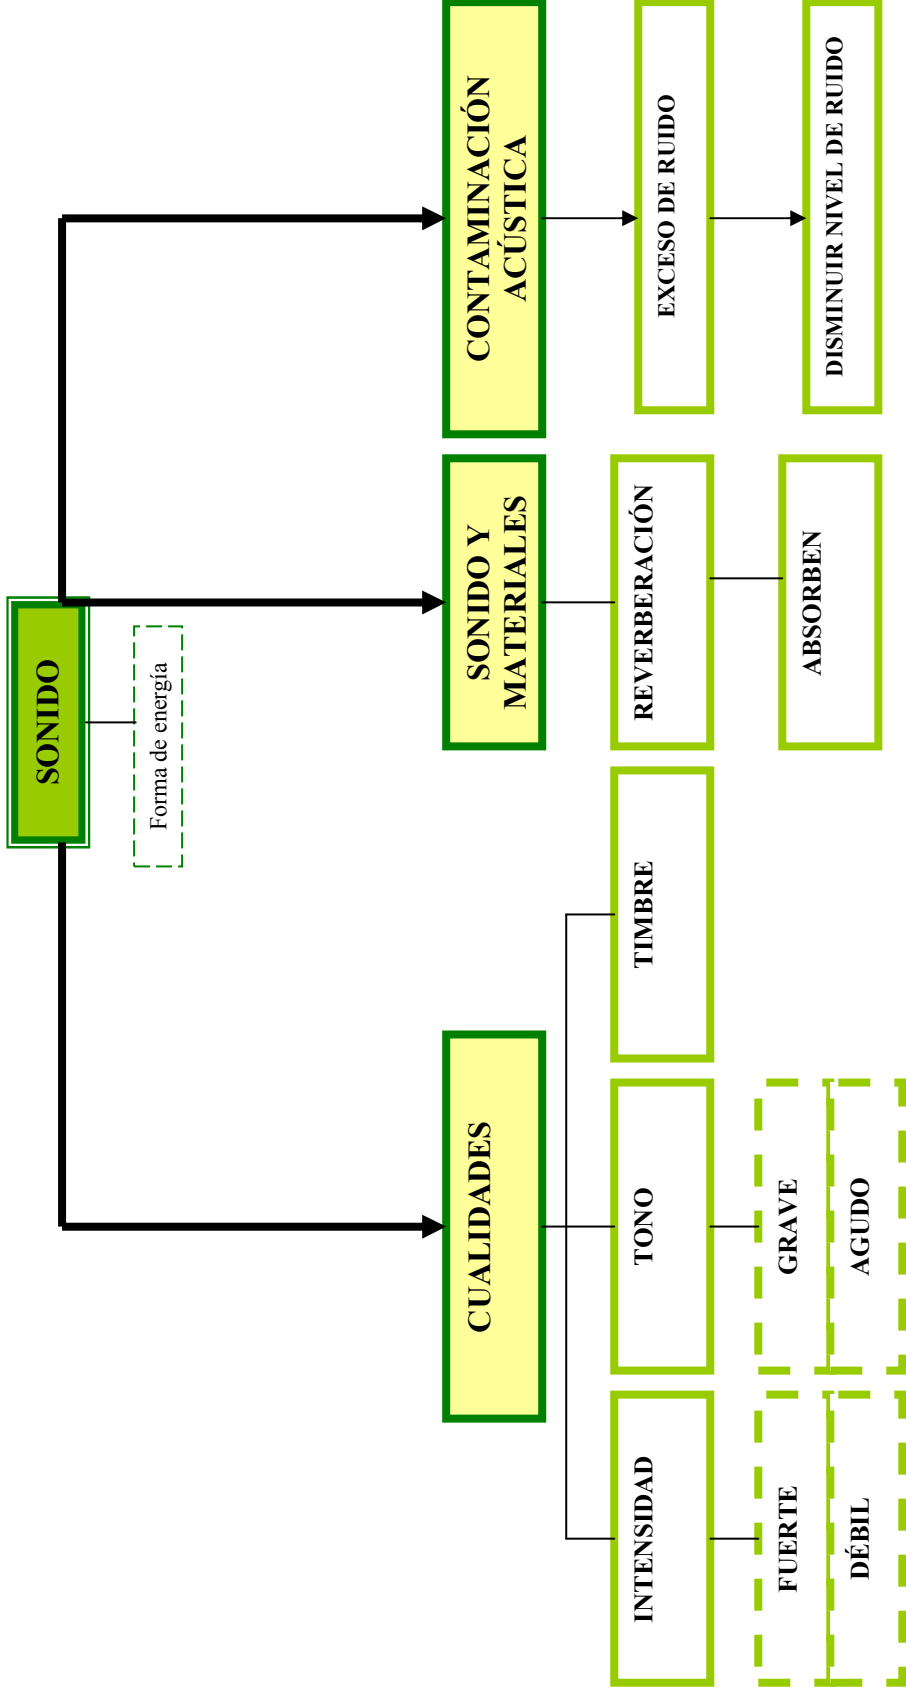 SONIDO
Forma de energía
CUALIDADES
SONIDO Y
MATERIALES
CONTAMINACIÓN
ACÚSTICA
INTENSIDAD
TONO
TIMBRE
REVERBERACIÓN
EXCESO DE RUIDO
FUERTE
DÉBIL
GRAVE
AGUDO
ABSORBEN
DISMINUIR NIVEL DE RUIDO